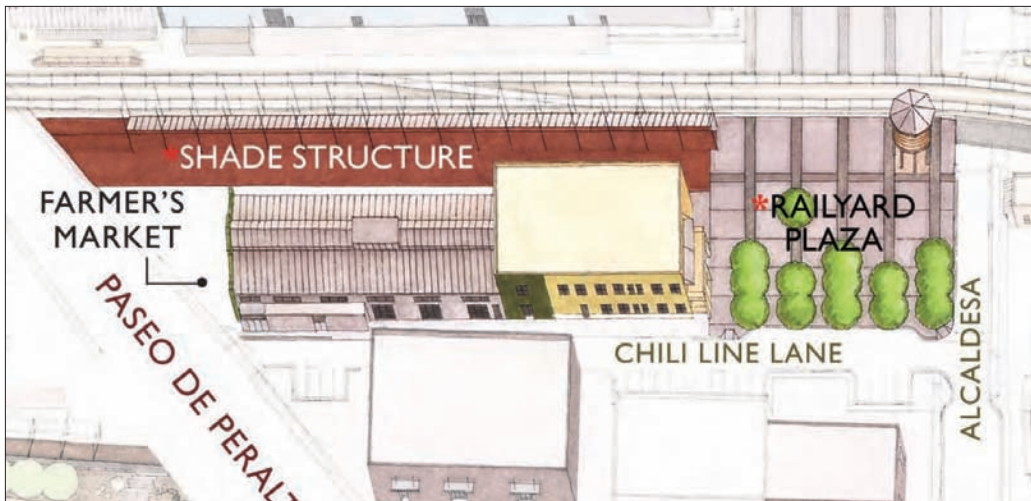 *SHADE STRUCTURE
FARMER'S
MARKET
*RAILYARD
PLAZA
PASEO DE PERALT
CHILI LINE LANE
ALCALDESA